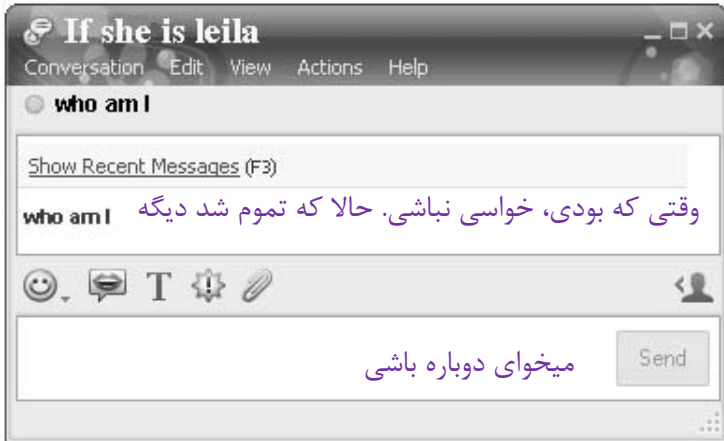 If she is leila
Conversation Edit View Actions Help
who am I
Show Recent Messages (F3)
who am I وقتی که بودی، خواسی نباشی. حالا که تموم شد دیگه
T
میخوای دوباره باشی Send